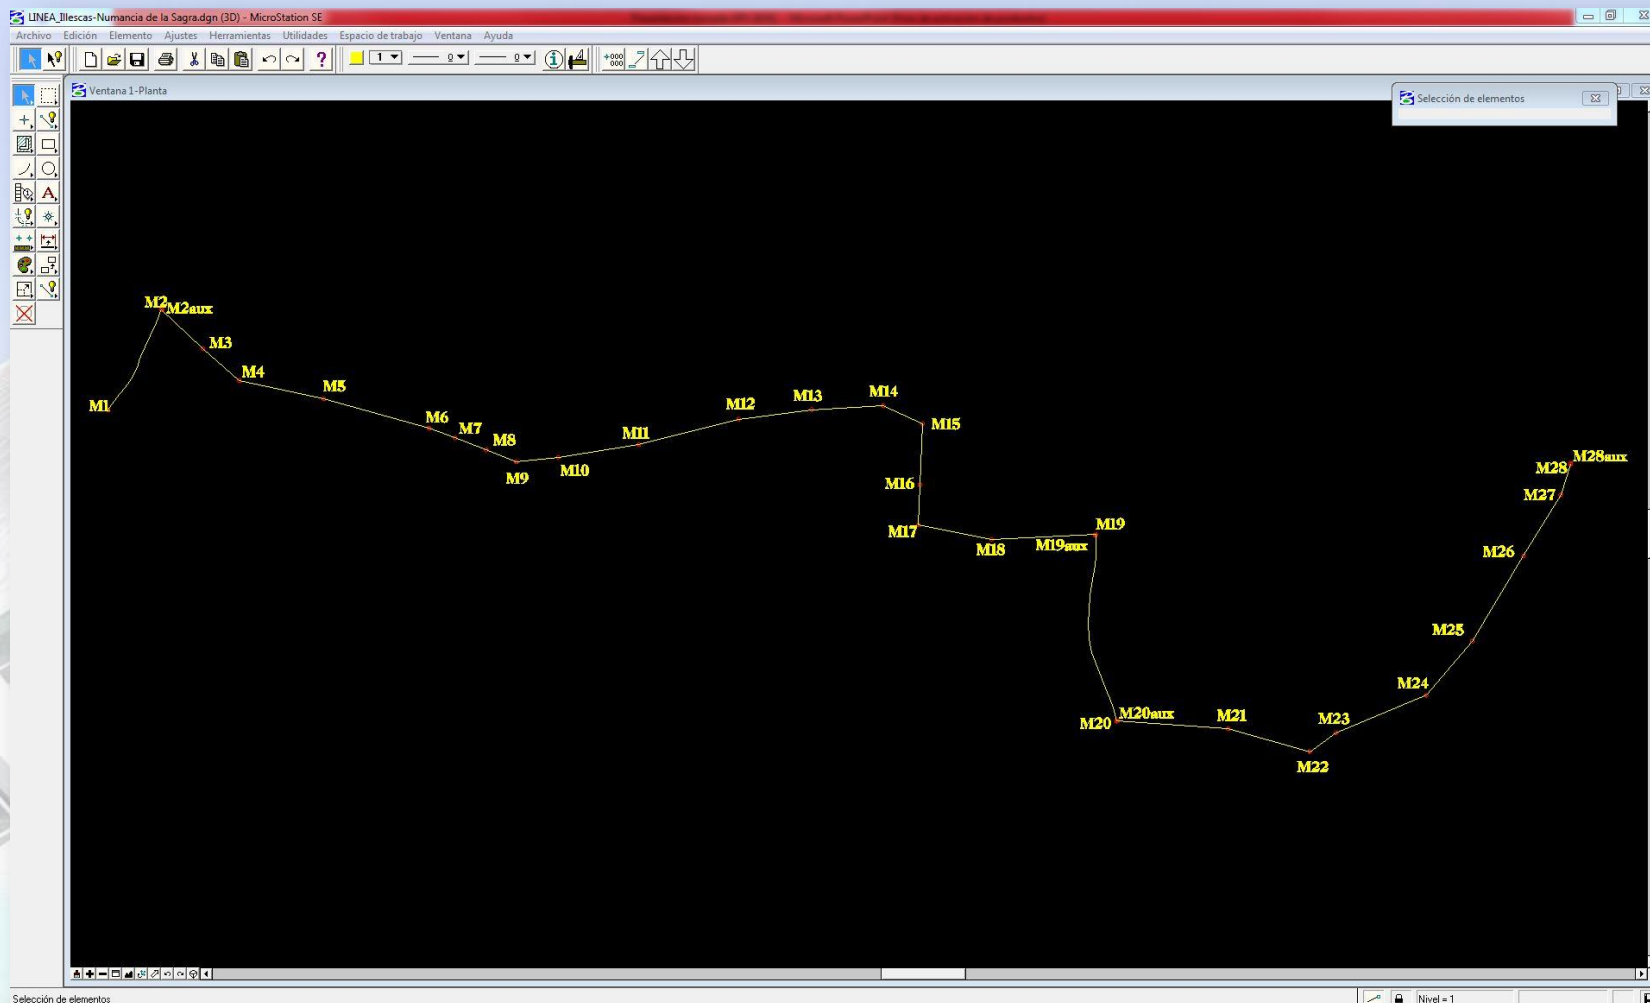 LINEA_Illescas-Numancia de la Sagra.dgn (3D) - MicroStation SE
Archivo Edición Elemento Ajustes Herramientas Utilidades Espacio de trabajo Ventana Ayuda
1 0 0
Ventana 1-Planta
Selección de elementos
M2
M2aux
M3
M4
M5
M1
M6
M7
M8
M9
M10
M11
M12
M13
M14
M15
M16
M17
M18
M19aux
M19
M20
M20aux
M21
M22
M23
M24
M25
M26
M27
M28
M28aux
Selección de elementos
Nivel = 1